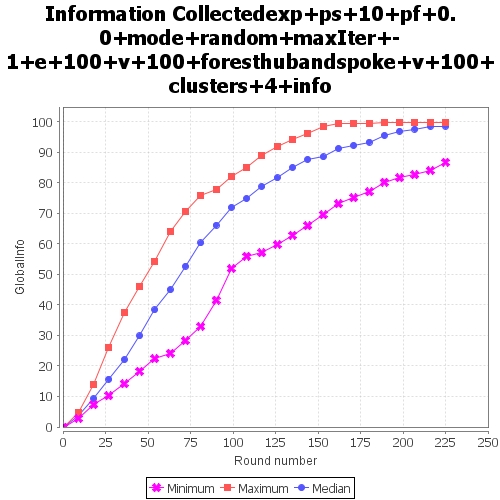 Information Collectedexp+ps+10+pf+0.
0+mode+random+maxIter+-
1+e+100+v+100+foresthubandspoke+v+100+
clusters+4+info
100
90
80
70
60
50
40
30
20
10
0
GlobalInfo
0 25 50 75 100 125 150 175 200 225 250
Round number
Minimum Maximum Median